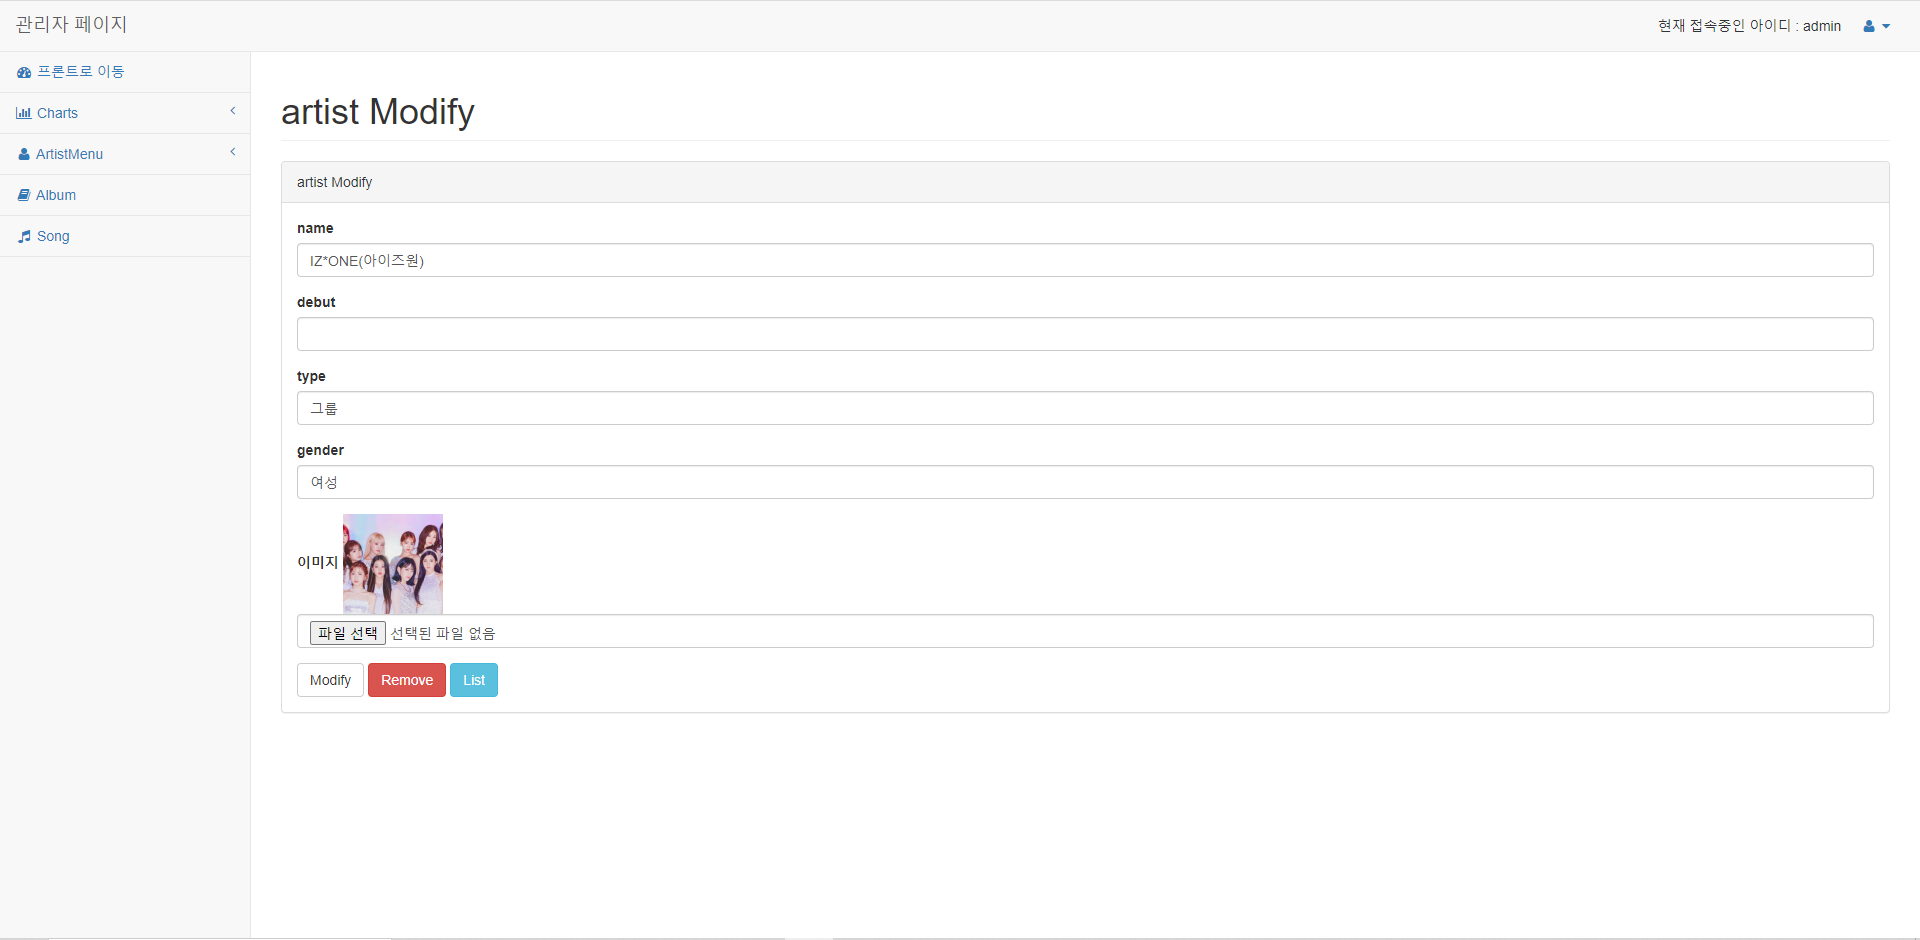 관리자 페이지
현재 접속중인 아이디 : admin
프론트로 이동
Charts
ArtistMenu
Album
Song
artist Modify
artist Modify
name
IZ*ONE(아이즈원)
debut
type
그룹
gender
여성
이미지
파일 선택 선택된 파일 없음
Modify Remove List